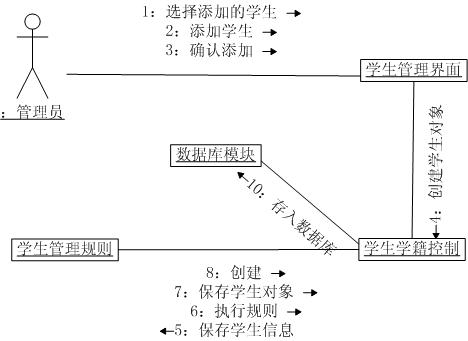 1：选择添加的学生
2：添加学生
3：确认添加
学生管理界面
：管理员
4：创建学生对象
数据库模块
10：存入数据库
学生管理规则
学生学籍控制
8：创建
7：保存学生对象
6：执行规则
5：保存学生信息